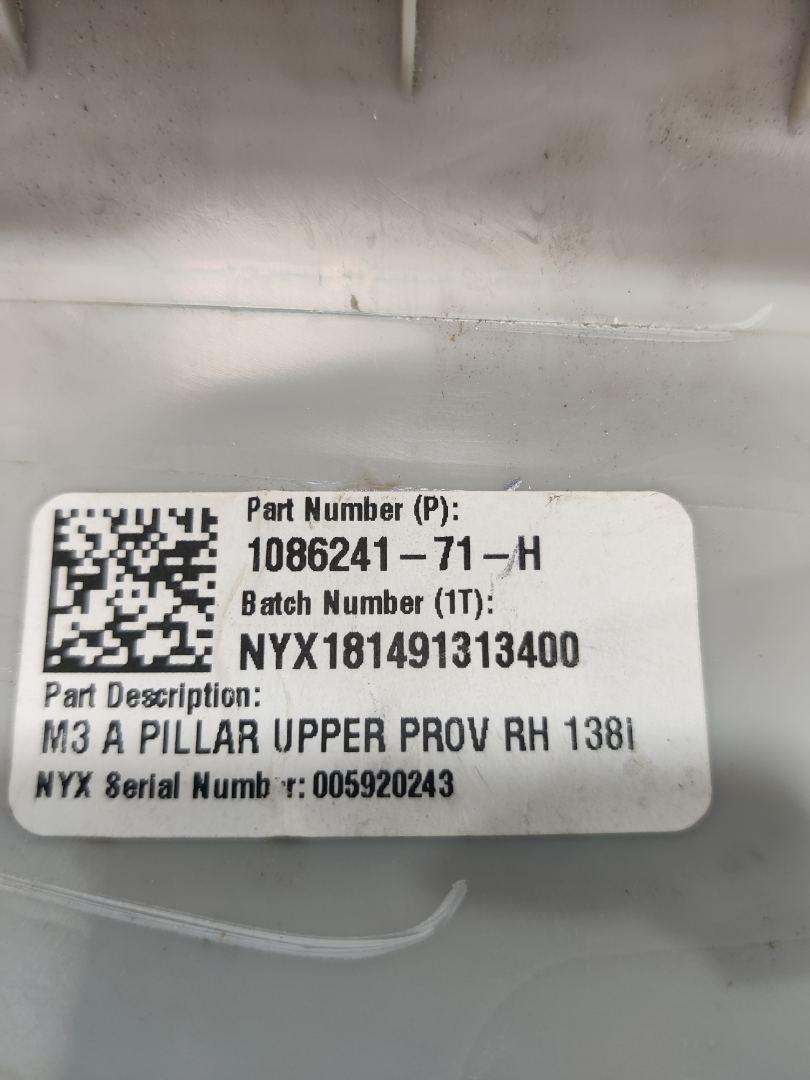 Part Number (P):
1086241-71-H
Batch Number (1T):
NYX181491313400
Part Description:
M3 A PILLAR UPPER PROV RH 138i
NYX Serial Number: 005920243